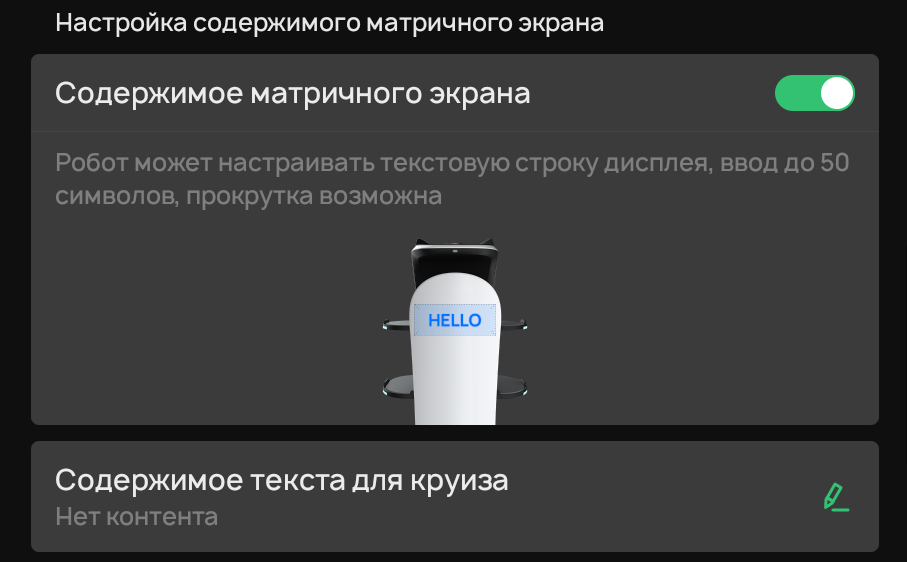 Настройка содержимого матричного экрана
Содержимое матричного экрана
Робот может настраивать текстовую строку дисплея, ввод до 50
символов, прокрутка возможна
HELLO
Содержимое текста для круиза
Нет контента